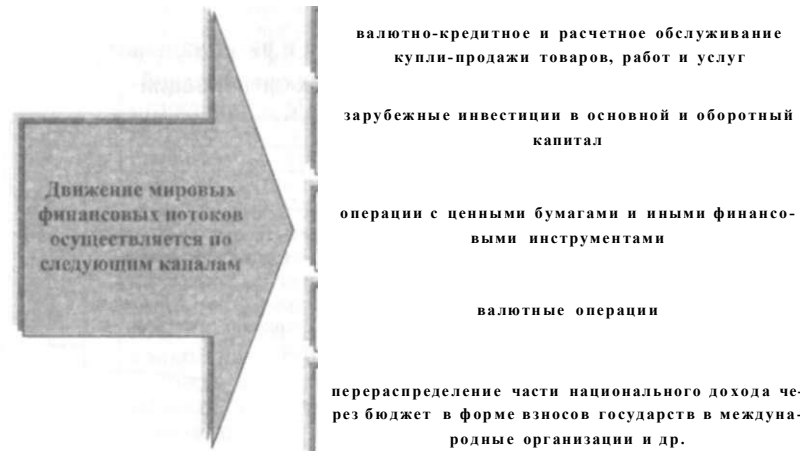 Движение мировых
финансовых потоков
осуществляется по
следующим каналам
валютно-кредитное и расчетное обслуживание
купли-продажи товаров, работ и услуг
зарубежные инвестиции в основной и оборотный
капитал
операции с ценными бумагами и иными финансо-
выми инструментами
валютные операции
перераспределение части национального дохода че-
рез бюджет в форме взносов государств в междуна-
родные организации и др.